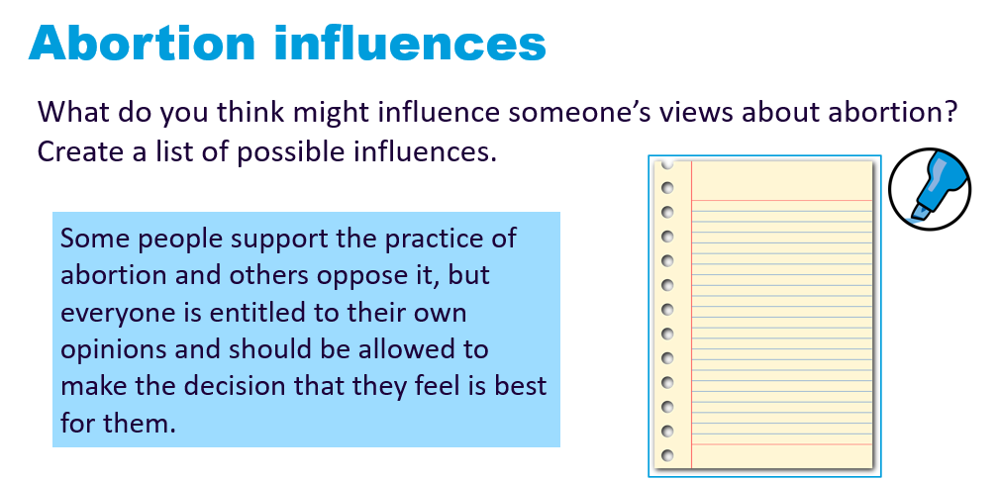 Abortion influences
What do you think might influence someone’s views about abortion?
Create a list of possible influences.
Some people support the practice of
abortion and others oppose it, but
everyone is entitled to their own
opinions and should be allowed to
make the decision that they feel is best
for them.